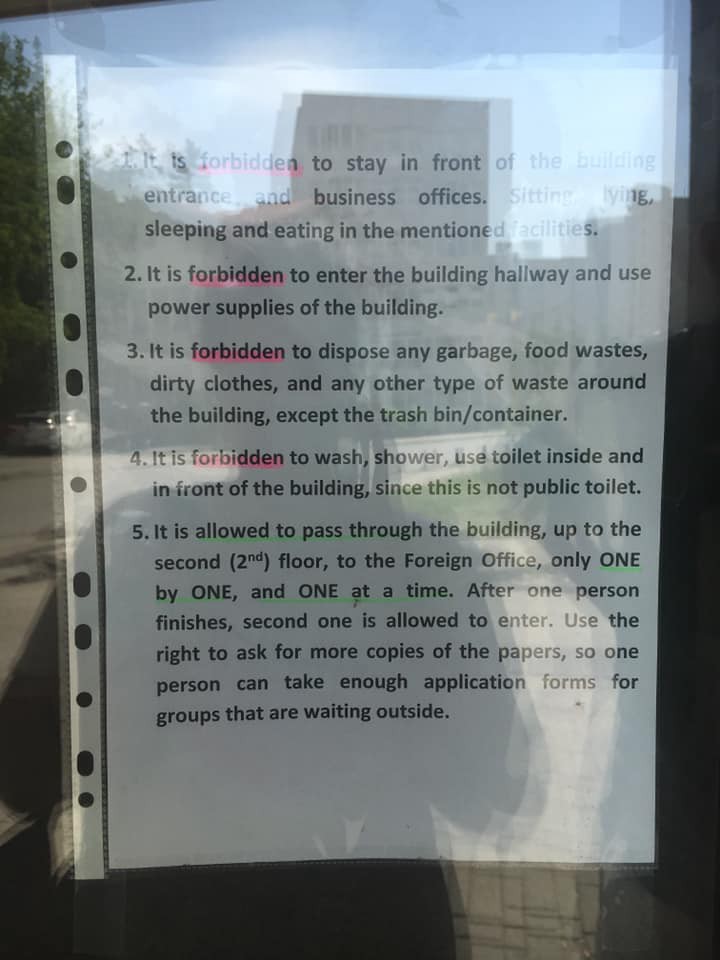 1. It is forbidden to stay in front of the building
entrance and business offices. Sitting, lying,
sleeping and eating in the mentioned facilities.
2. It is forbidden to enter the building hallway and use
power supplies of the building.
3. It is forbidden to dispose any garbage, food wastes,
dirty clothes, and any other type of waste around
the building, except the trash bin/container.
4. It is forbidden to wash, shower, use toilet inside and
in front of the building, since this is not public toilet.
5. It is allowed to pass through the building, up to the
second (2nd) floor, to the Foreign Office, only ONE
by ONE, and ONE at a time. After one person
finishes, second one is allowed to enter. Use the
right to ask for more copies of the papers, so one
person can take enough application forms for
groups that are waiting outside.